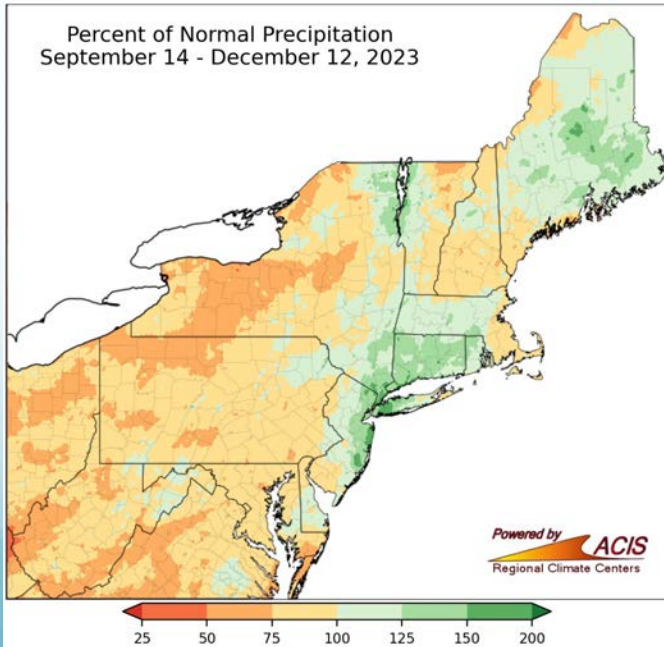 Percent of Normal Precipitation
September 14 - December 12, 2023
Powered by
ACIS
Regional Climate Centers
25 50 75 100 125 150 200